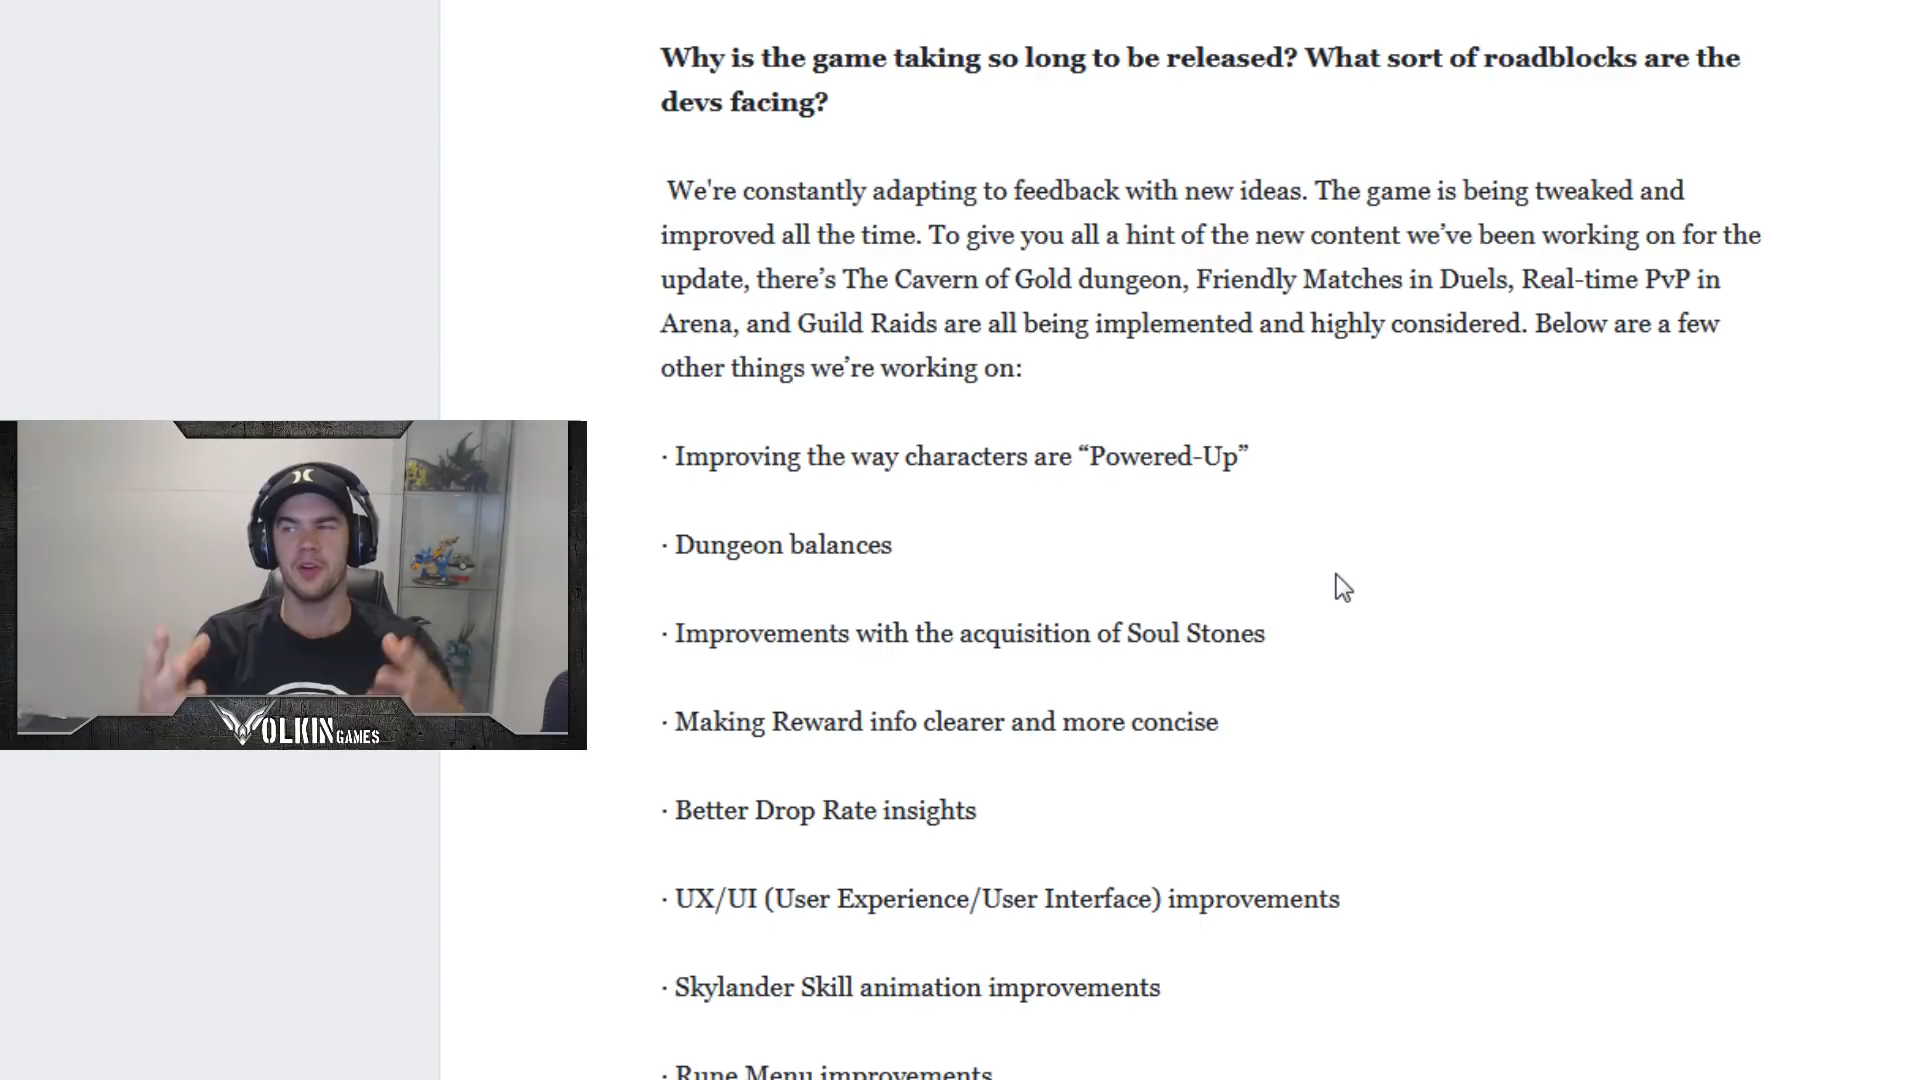 Why is the game taking so long to be released? What sort of roadblocks are the
devs facing?
We're constantly adapting to feedback with new ideas. The game is being tweaked and
improved all the time. To give you all a hint of the new content we’ve been working on for the
update, there’s The Cavern of Gold dungeon, Friendly Matches in Duels, Real-time PvP in
Arena, and Guild Raids are all being implemented and highly considered. Below are a few
other things we’re working on:
· Improving the way characters are “Powered-Up”
· Dungeon balances
· Improvements with the acquisition of Soul Stones
· Making Reward info clearer and more concise
· Better Drop Rate insights
· UX/UI (User Experience/User Interface) improvements
· Skylander Skill animation improvements
· Rune Menu improvements
VOLKIN GAMES